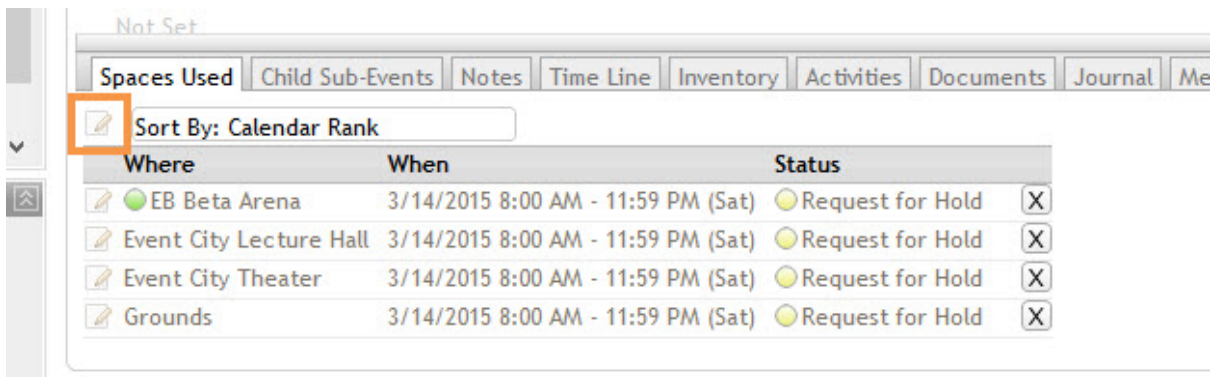 Not Set
Spaces Used Child Sub-Events Notes Time Line Inventory Activities Documents Journal Me
Sort By: Calendar Rank
Where When Status
EB Beta Arena 3/14/2015 8:00 AM - 11:59 PM (Sat) Request for Hold X
Event City Lecture Hall 3/14/2015 8:00 AM - 11:59 PM (Sat) Request for Hold X
Event City Theater 3/14/2015 8:00 AM - 11:59 PM (Sat) Request for Hold X
Grounds 3/14/2015 8:00 AM - 11:59 PM (Sat) Request for Hold X